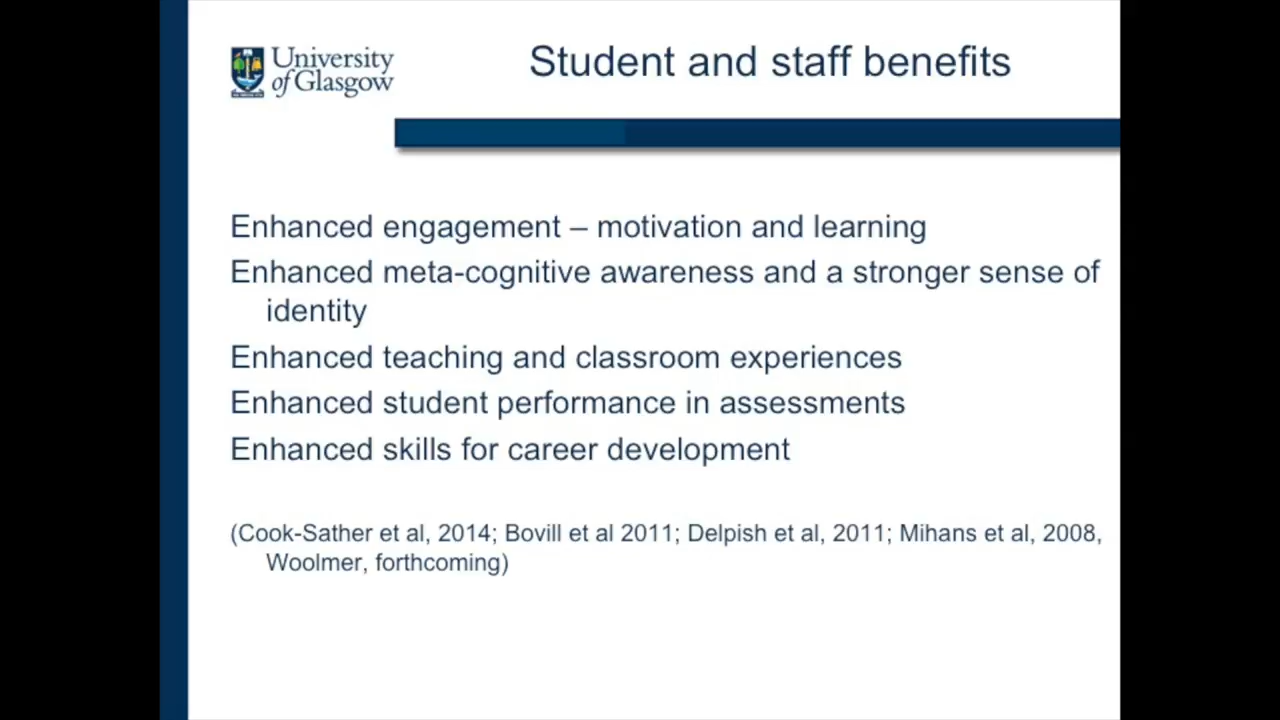 University
of Glasgow
Student and staff benefits
Enhanced engagement – motivation and learning
Enhanced meta-cognitive awareness and a stronger sense of
identity
Enhanced teaching and classroom experiences
Enhanced student performance in assessments
Enhanced skills for career development
(Cook-Sather et al, 2014; Bovill et al 2011; Delpish et al, 2011; Mihans et al, 2008,
Woolmer, forthcoming)